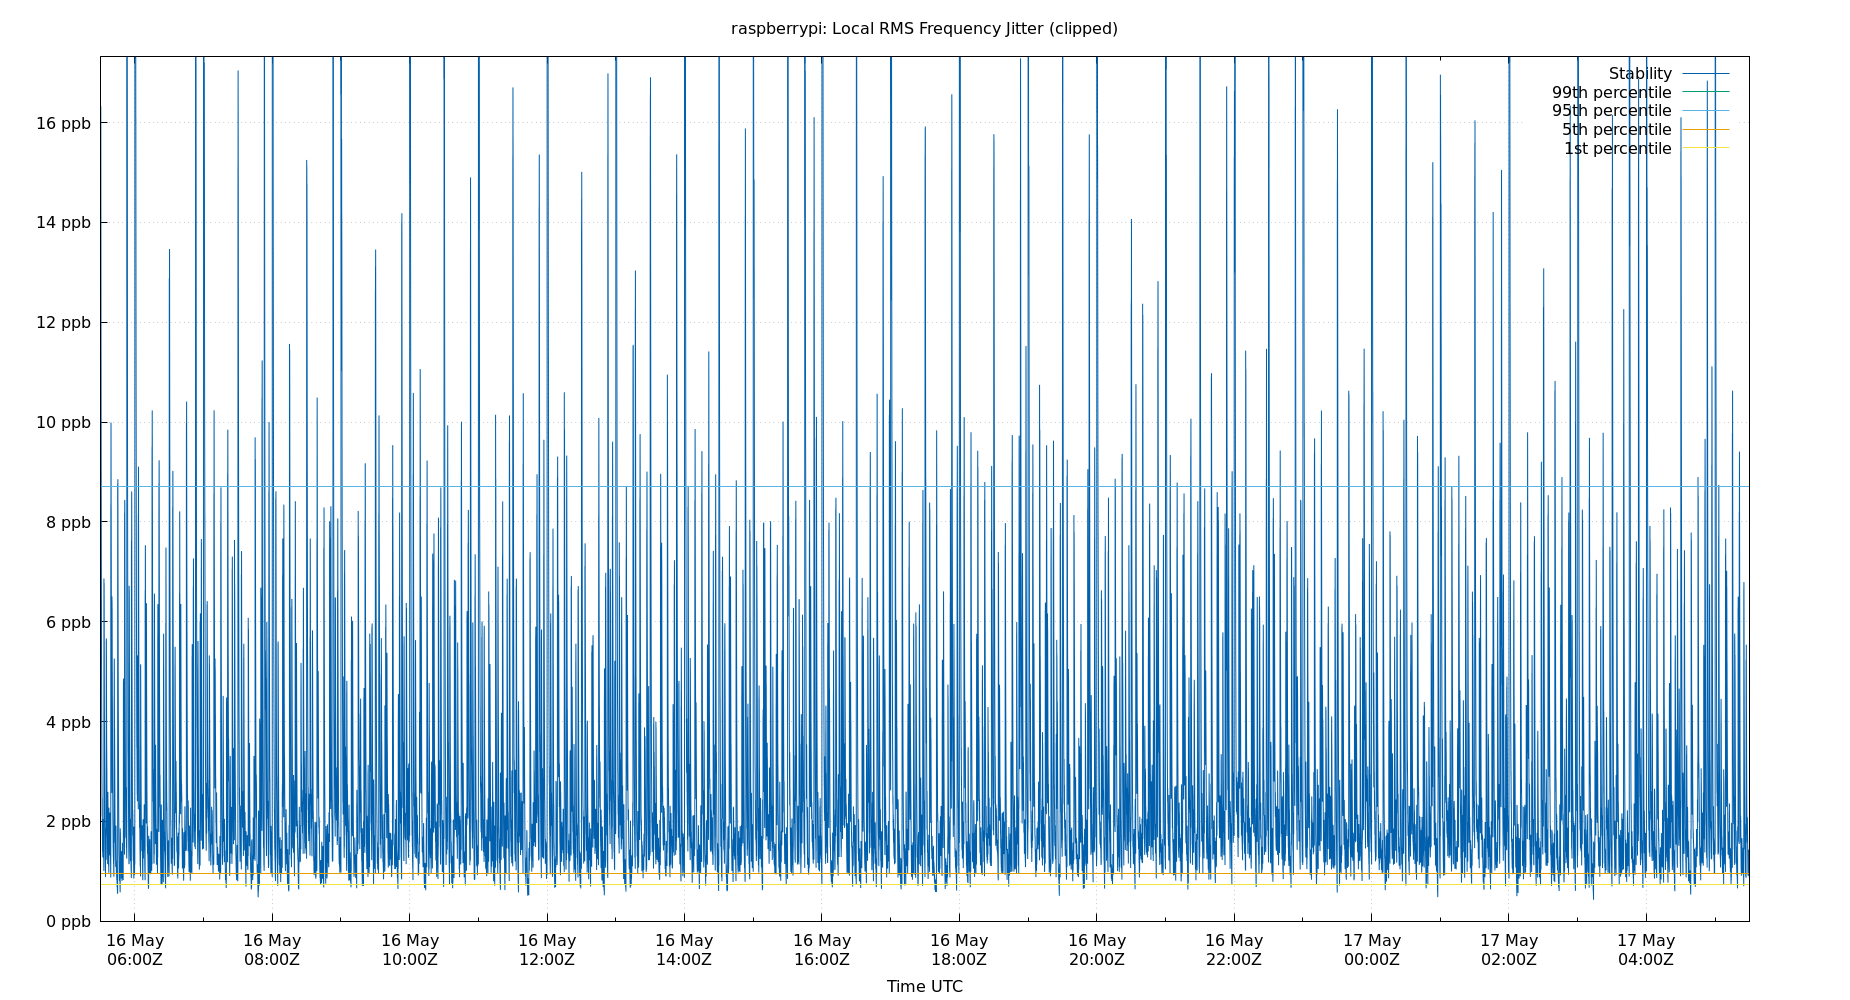 raspberrypi: Local RMS Frequency Jitter (clipped)
Stability
99th percentile
95th percentile
5th percentile
1st percentile
16 ppb
14 ppb
12 ppb
10 ppb
8 ppb
6 ppb
4 ppb
2 ppb
0 ppb
16 May 16 May 16 May 16 May 16 May 16 May 16 May 16 May 16 May 17 May 17 May 17 May
06:00Z 08:00Z 10:00Z 12:00Z 14:00Z 16:00Z 18:00Z 20:00Z 22:00Z 00:00Z 02:00Z 04:00Z
Time UTC